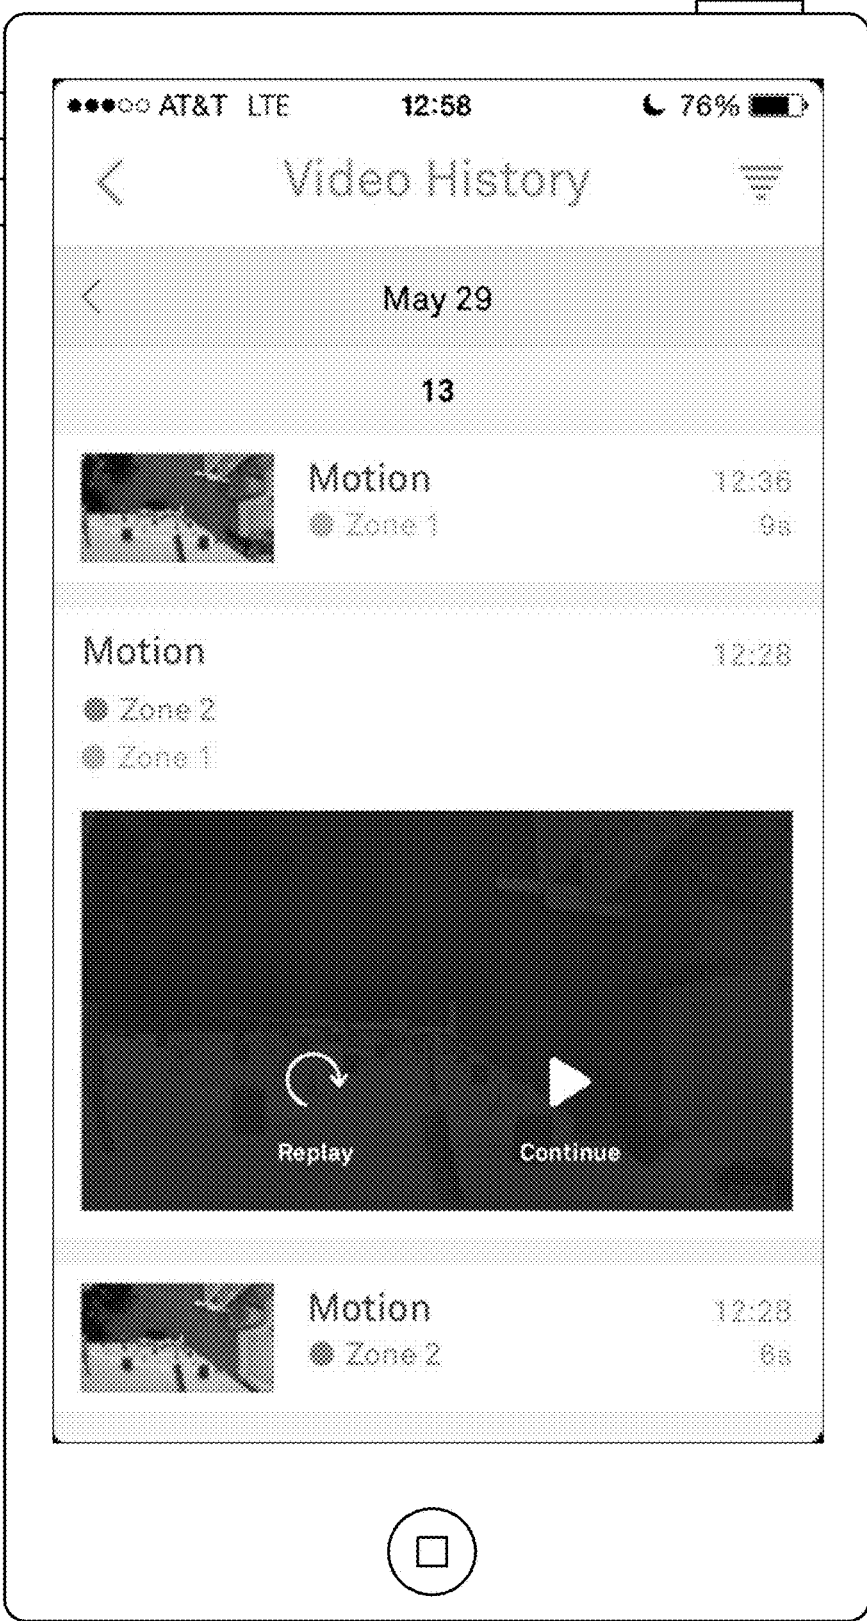 AT&T LTE 12:58 76%
Video History
May 29
13
Motion 12:36
Zone 1 9s
Motion 12:28
Zone 2
Zone 1
Replay Continue
Motion 12:28
Zone 2 6s